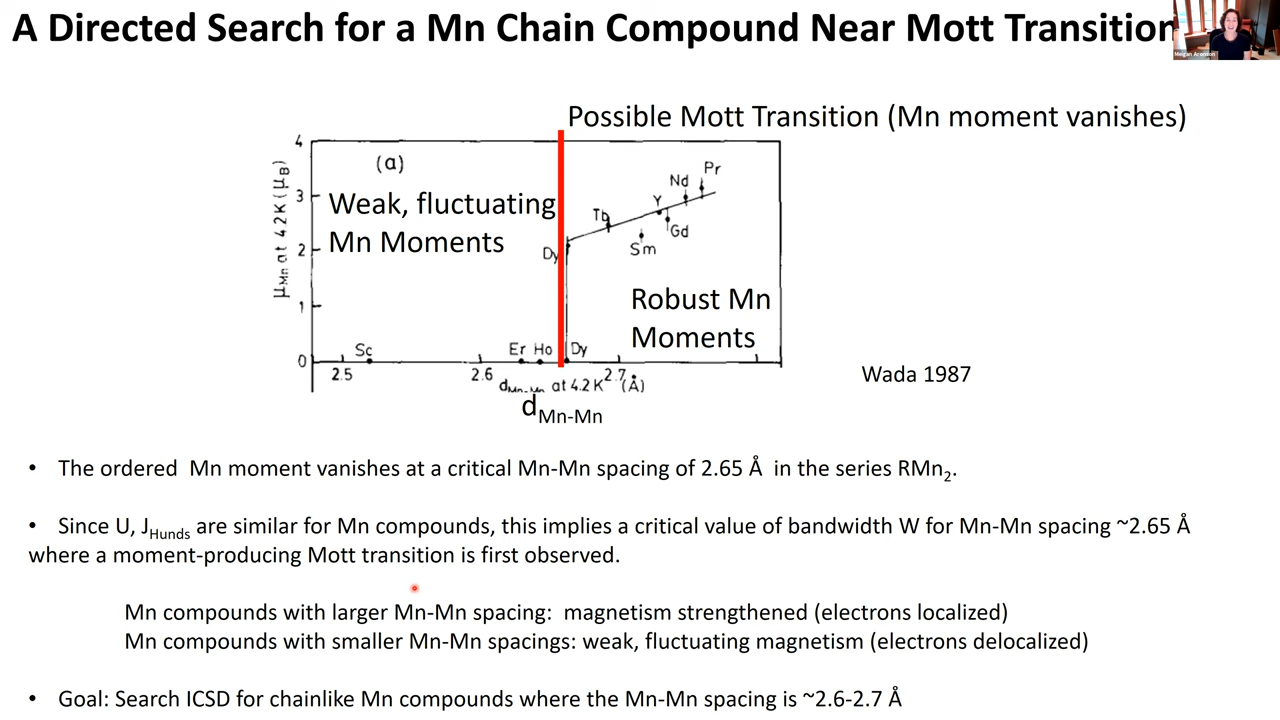 A Directed Search for a Mn Chain Compound Near Mott Transition
Megan Aronson
Possible Mott Transition (Mn moment vanishes)
4
(a)
Pr
Nd
3
Weak, fluctuating
Y
Tb
Gd
μMn at 4.2 K (μB)
Mn Moments
2
Dy
Sm
1
Robust Mn
Moments
Sc
Er Ho Dy
0
2.5
2.6
2.7
dMn-Mn at 4.2 K (Å)
dMn-Mn
Wada 1987
• The ordered Mn moment vanishes at a critical Mn-Mn spacing of 2.65 Å in the series RMn2.
• Since U, JHunds are similar for Mn compounds, this implies a critical value of bandwidth W for Mn-Mn spacing ~2.65 Å
where a moment-producing Mott transition is first observed.
Mn compounds with larger Mn-Mn spacing: magnetism strengthened (electrons localized)
Mn compounds with smaller Mn-Mn spacings: weak, fluctuating magnetism (electrons delocalized)
• Goal: Search ICSD for chainlike Mn compounds where the Mn-Mn spacing is ~2.6-2.7 Å